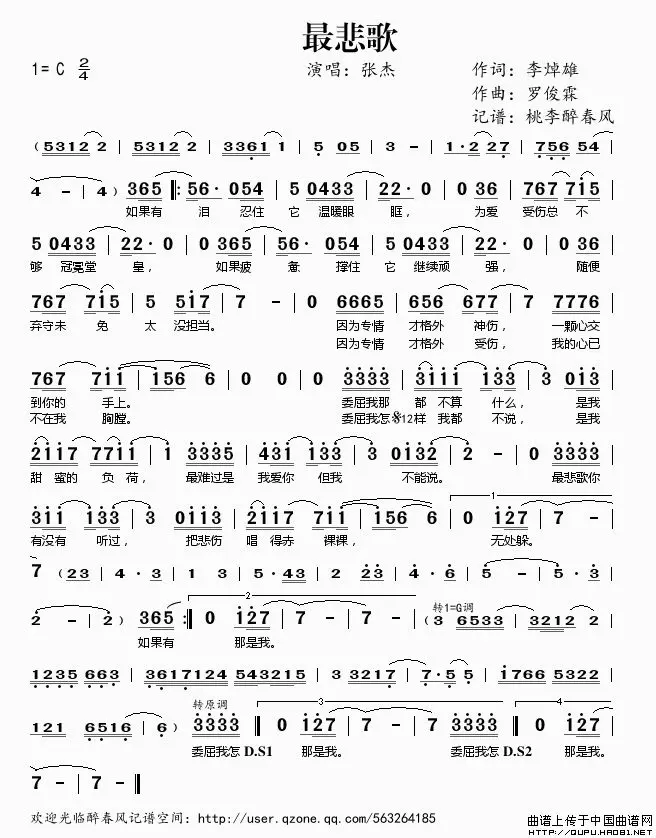 最悲歌
1= C 2/4
演唱：张杰
作词：李焯雄
作曲：罗俊霖
记谱：桃李醉春风
(5312 2 | 5312 2 | 3361 1 | 5 05 | 3 – | 1·2 27 | 756 54 |
4 – | 4) 365 ‖: 56· 054 | 5 0433 | 22· 0 | 0 36 | 767 715 |
如果有 泪 忍住 它 温暖眼 眶， 为爱 受伤总 不
5 0433 | 22· 0 | 0 365 | 56· 054 | 5 0433 | 22· 0 | 0 36 |
够 冠冕堂 皇， 如果疲 惫 撑住 它 继续顽 强， 随便
767 715 | 5 517 | 7 – | 0 6665 | 656 677 | 7 7776 |
弃守未 免 太 没担当。 因为专情 才格外 神伤， 一颗心交
因为专情 才格外 受伤， 我的心已
767 711 | 156 6 | 0 0 | 0 3333 | 3111 133 | 3 013 |
到你的 手上。 委屈我那 都 不算 什么， 是我
不在我 胸膛。 委屈我怎 𝄋12样 我都 不说， 是我
2117 7711 | 1 3335 | 431 133 | 3 0132 | 2 – | 0 3335 |
甜 蜜的 负荷， 最难过是 我爱你 但我 不能说。 最悲歌你
1
311 133 | 3 0113 | 2117 711 | 156 6 | 0 127 | 7 – |
有没有 听过， 把悲伤 唱 得赤 裸裸， 无处躲。
7 (23 | 4·3 | 1 3 | 5·43 | 2 23 | 4·6 | 5 – | 5·3 |
2
转1=G调
2 – | 2 –) 365 :‖ 0 127 | 7 – | 7 – | (3 6533 | 3212 2 |
如果有 那是我。
1235 663 | 3617124 543215 | 3 3217 | 7·5 | 5 – | 1766 5322 |
转原调
3
4
121 6516 | 6·) 3333 ‖ 0 127 | 7 – | 7 – 3333 ‖ 0 127 |
委屈我怎 D.S1 那是我。 委屈我怎 D.S2 那是我。
7 – | 7 – ‖
欢迎光临醉春风记谱空间：http://user.qzone.qq.com/563264185
曲谱上传于中国曲谱网
Http://QUPU.HAO81.NET